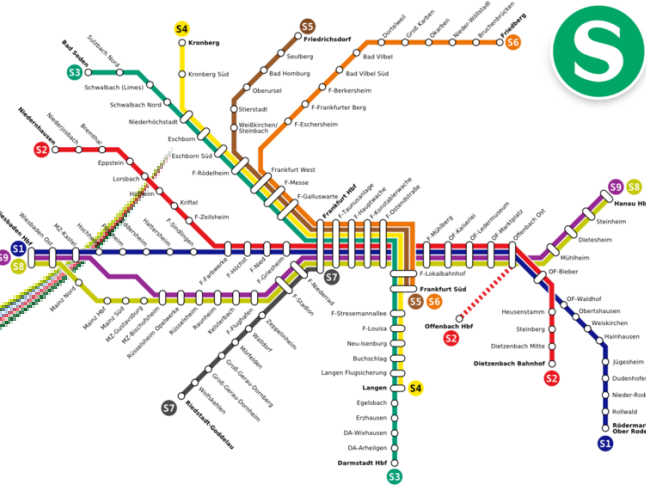 S
S4
Kronberg
Kronberg Süd
S5
Friedrichsdorf
Seulberg
Bad Homburg
Oberursel
Stierstadt
Weißkirchen/
Steinbach
Dortelweil
Groß Karben
Okarben
Nieder-Wöllstadt
Bruchenbrücken
Friedberg
S6
Bad Vilbel
Bad Vilbel Süd
F-Berkersheim
F-Frankfurter Berg
F-Eschersheim
Bad Soden
Sulzbach Nord
S3
Schwalbach (Limes)
Schwalbach Nord
Niederhöchstadt
Eschborn
Eschborn Süd
F-Rödelheim
Frankfurt West
F-Messe
F-Galluswarte
Niedernhausen
Niederjosbach
Bremthal
S2
Eppstein
Lorsbach
Kriftel
F-Zeilsheim
F-Sindlingen
Hattersheim
Frankfurt Hbf
F-Taunusanlage
F-Hauptwache
F-Konstablerwache
F-Ostendstraße
F-Mühlberg
OF-Kaiserlei
OF-Ledermuseum
OF-Marktplatz
Offenbach Ost
S9
S8
Hanau Hbf
Steinheim
Dietesheim
Mühlheim
Wiesbaden Ost
MZ-Kastel
S1
S9
S8
F-Farbwerke
F-Höchst
F-Nied
F-Griesheim
S7
F-Lokalbahnhof
Frankfurt Süd
S5
S6
OF-Bieber
OF-Waldhof
Obertshausen
Weiskirchen
Hainhausen
Jügesheim
Rollwald
S1
Heusenstamm
Steinberg
Dietzenbach Mitte
Dietzenbach Bahnhof
S2
Offenbach Hbf
S2
Mainz Nord
Mainz Hbf
Mainz Süd
MZ-Gustavsburg
MZ-Bischofsheim
Rüsselsheim Opelwerke
Rüsselsheim
Raunheim
Kelsterbach
F-Flughafen
F-Niederrad
F-Stadion
Zeppelinheim
Walldorf
Mörfelden
Groß-Gerau-Dornberg
Groß-Gerau-Dornheim
Wolfskehlen
S7
Riedstadt-Goddelau
F-Stresemannallee
F-Louisa
Neu-Isenburg
Buchschlag
Langen Flugsicherung
Langen
S4
Egelsbach
Erzhausen
DA-Wixhausen
DA-Arheilgen
Darmstadt Hbf
S3